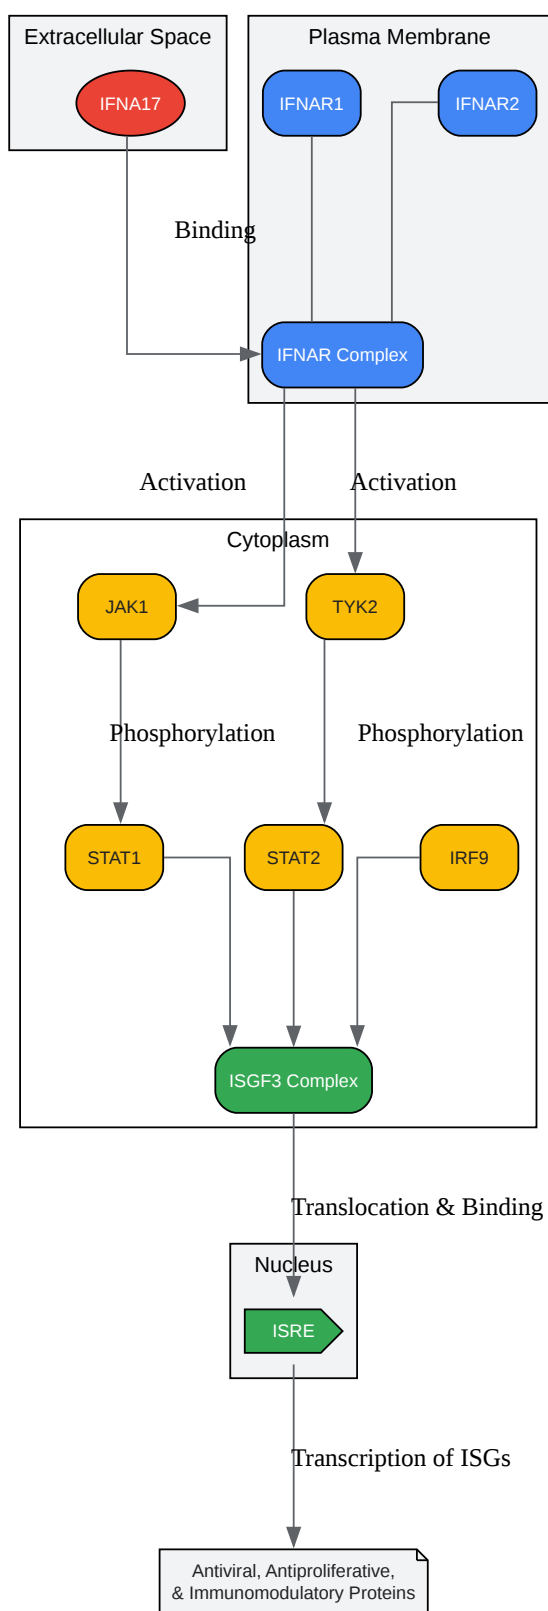 Extracellular Space
Plasma Membrane
IFNA17
IFNAR1
IFNAR2
Binding
IFNAR Complex
Activation
Activation
Cytoplasm
JAK1
TYK2
Phosphorylation
Phosphorylation
STAT1
STAT2
IRF9
ISGF3 Complex
Translocation & Binding
Nucleus
ISRE
Transcription of ISGs
Antiviral, Antiproliferative,
& Immunomodulatory Proteins